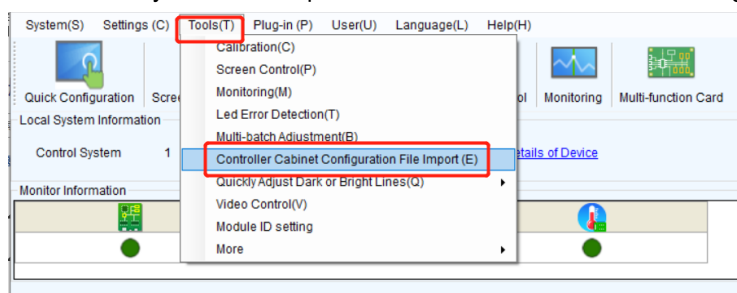 System(S) Settings (C) Tools(T) Plug-in (P) User(U) Language(L) Help(H)
Calibration(C)
Screen Control(P)
Monitoring(M)
Led Error Detection(T)
Multi-batch Adjustment(B)
Controller Cabinet Configuration File Import (E)
Quickly Adjust Dark or Bright Lines(Q)
Video Control(V)
Module ID setting
More
Quick Configuration Monitoring Multi-function Card
Local System Information
Control System 1 of Device
Monitor Information